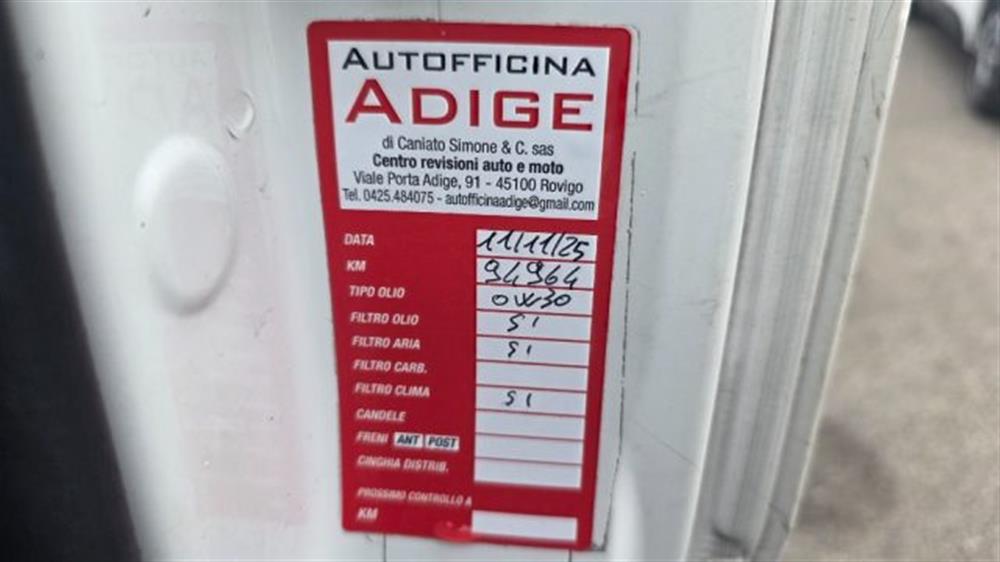 AUTOFFICINA
ADIGE
di Caniato Simone & C. sas
Centro revisioni auto e moto
Viale Porta Adige, 91 - 45100 Rovigo
Tel. 0425.484075 - autofficinaadige@gmail.com
DATA 11/11/25
KM 94964
TIPO OLIO 0W30
FILTRO OLIO SI
FILTRO ARIA SI
FILTRO CARB.
FILTRO CLIMA SI
CANDELE
FRENI ANT POST
CINGHIA DISTRIB.
PROSSIMO CONTROLLO A
KM